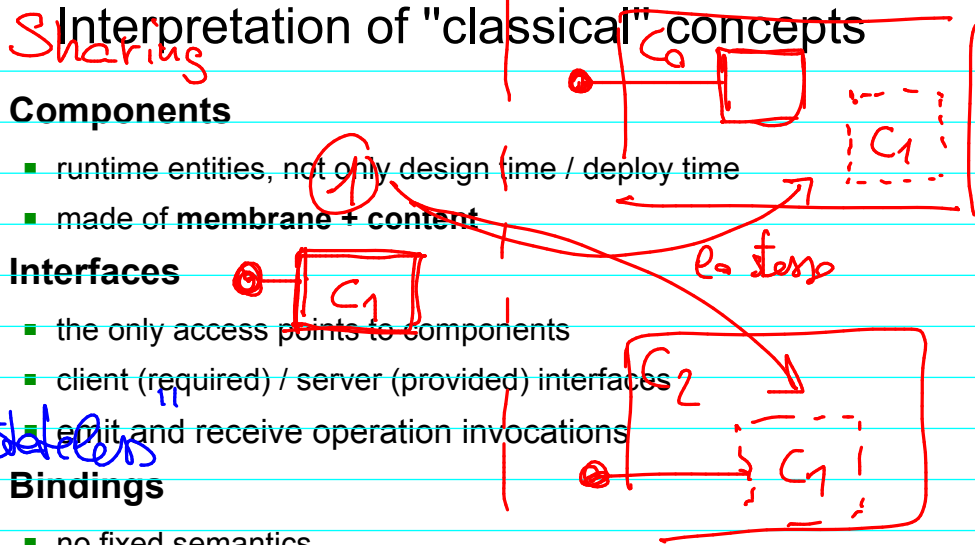 Interpretation of "classical" concepts
Sharing
C0
Components
C1
runtime entities, not only design time / deploy time
1
made of membrane + content
Interfaces
lo stesso
C1
the only access points to components
client (required) / server (provided) interfaces
C2
emit and receive operation invocations
stateless
C1
Bindings
no fixed semantics